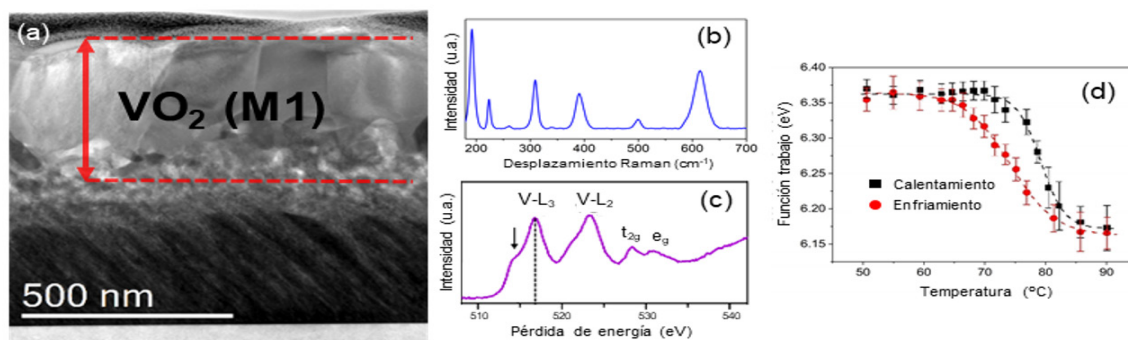 (a)
VO₂ (M1)
500 nm
(b)
Intensidad (u.a.)
200 300 400 500 600 700
Desplazamiento Raman (cm⁻¹)
(c)
Intensidad (u.a.)
V-L₃ V-L₂
t₂g e_g
510 520 530 540
Pérdida de energía (eV)
(d)
Función trabajo (eV)
6.40
6.35
6.30
6.25
6.20
6.15
Calentamiento
Enfriamiento
50 60 70 80 90
Temperatura (°C)